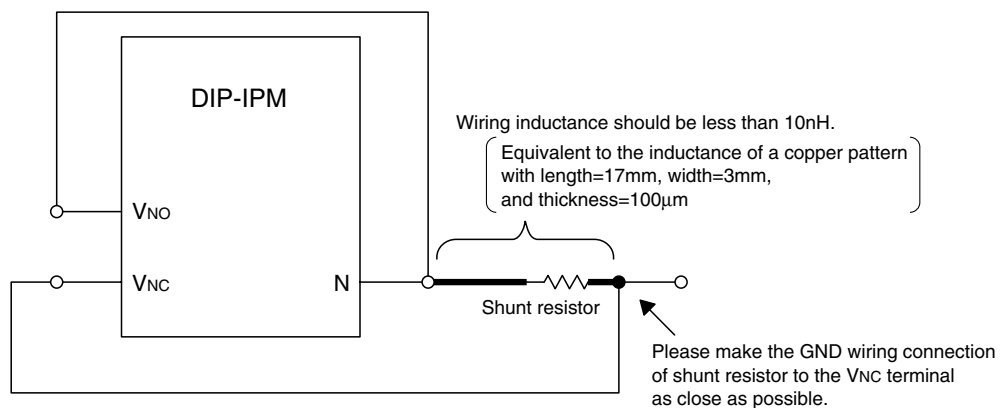 DIP-IPM
Wiring inductance should be less than 10nH.
Equivalent to the inductance of a copper pattern
with length=17mm, width=3mm,
and thickness=100μm
VNO
VNC
N
Shunt resistor
Please make the GND wiring connection
of shunt resistor to the VNC terminal
as close as possible.